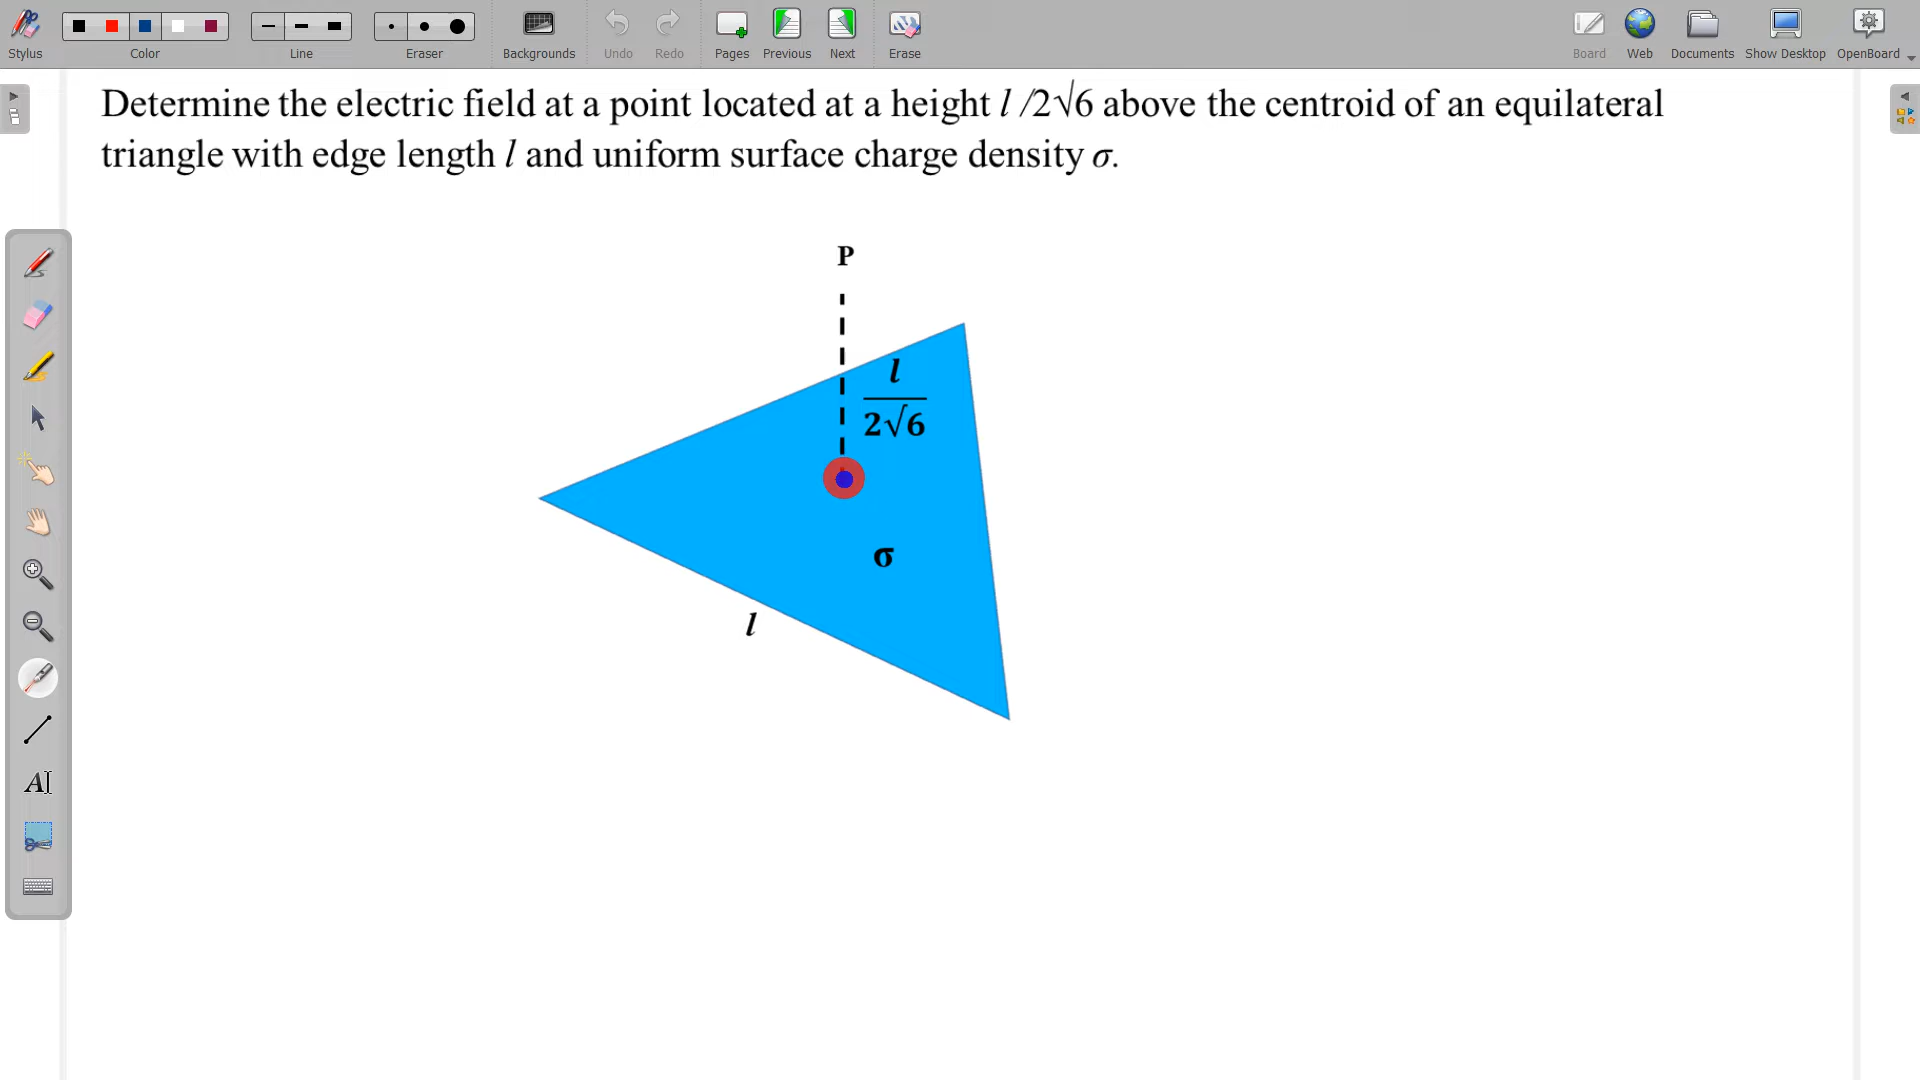 Stylus
Color
Line
Eraser
Backgrounds
Undo
Redo
Pages
Previous
Next
Erase
Board
Web
Documents
Show Desktop
OpenBoard
Determine the electric field at a point located at a height l /2√6 above the centroid of an equilateral
triangle with edge length l and uniform surface charge density σ.
P
l
2√6
σ
l
A